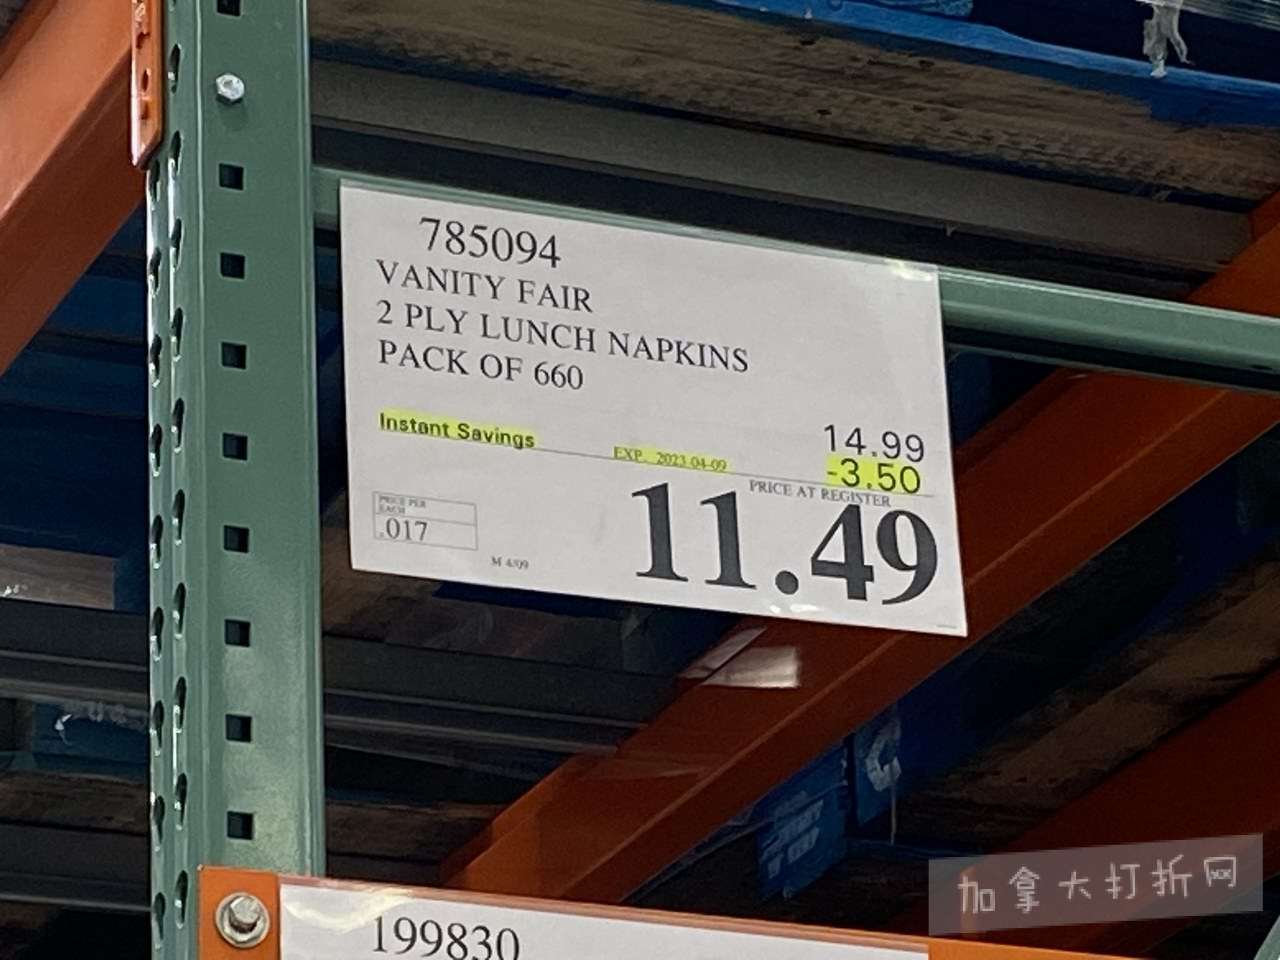 785094
VANITY FAIR
2 PLY LUNCH NAPKINS
PACK OF 660
14.99
Instant Savings EXP. 2023-04-09 -3.50
PRICE AT REGISTER
11.49
PRICE PER
EACH
.017
M 4/09
199830
加拿大打折网